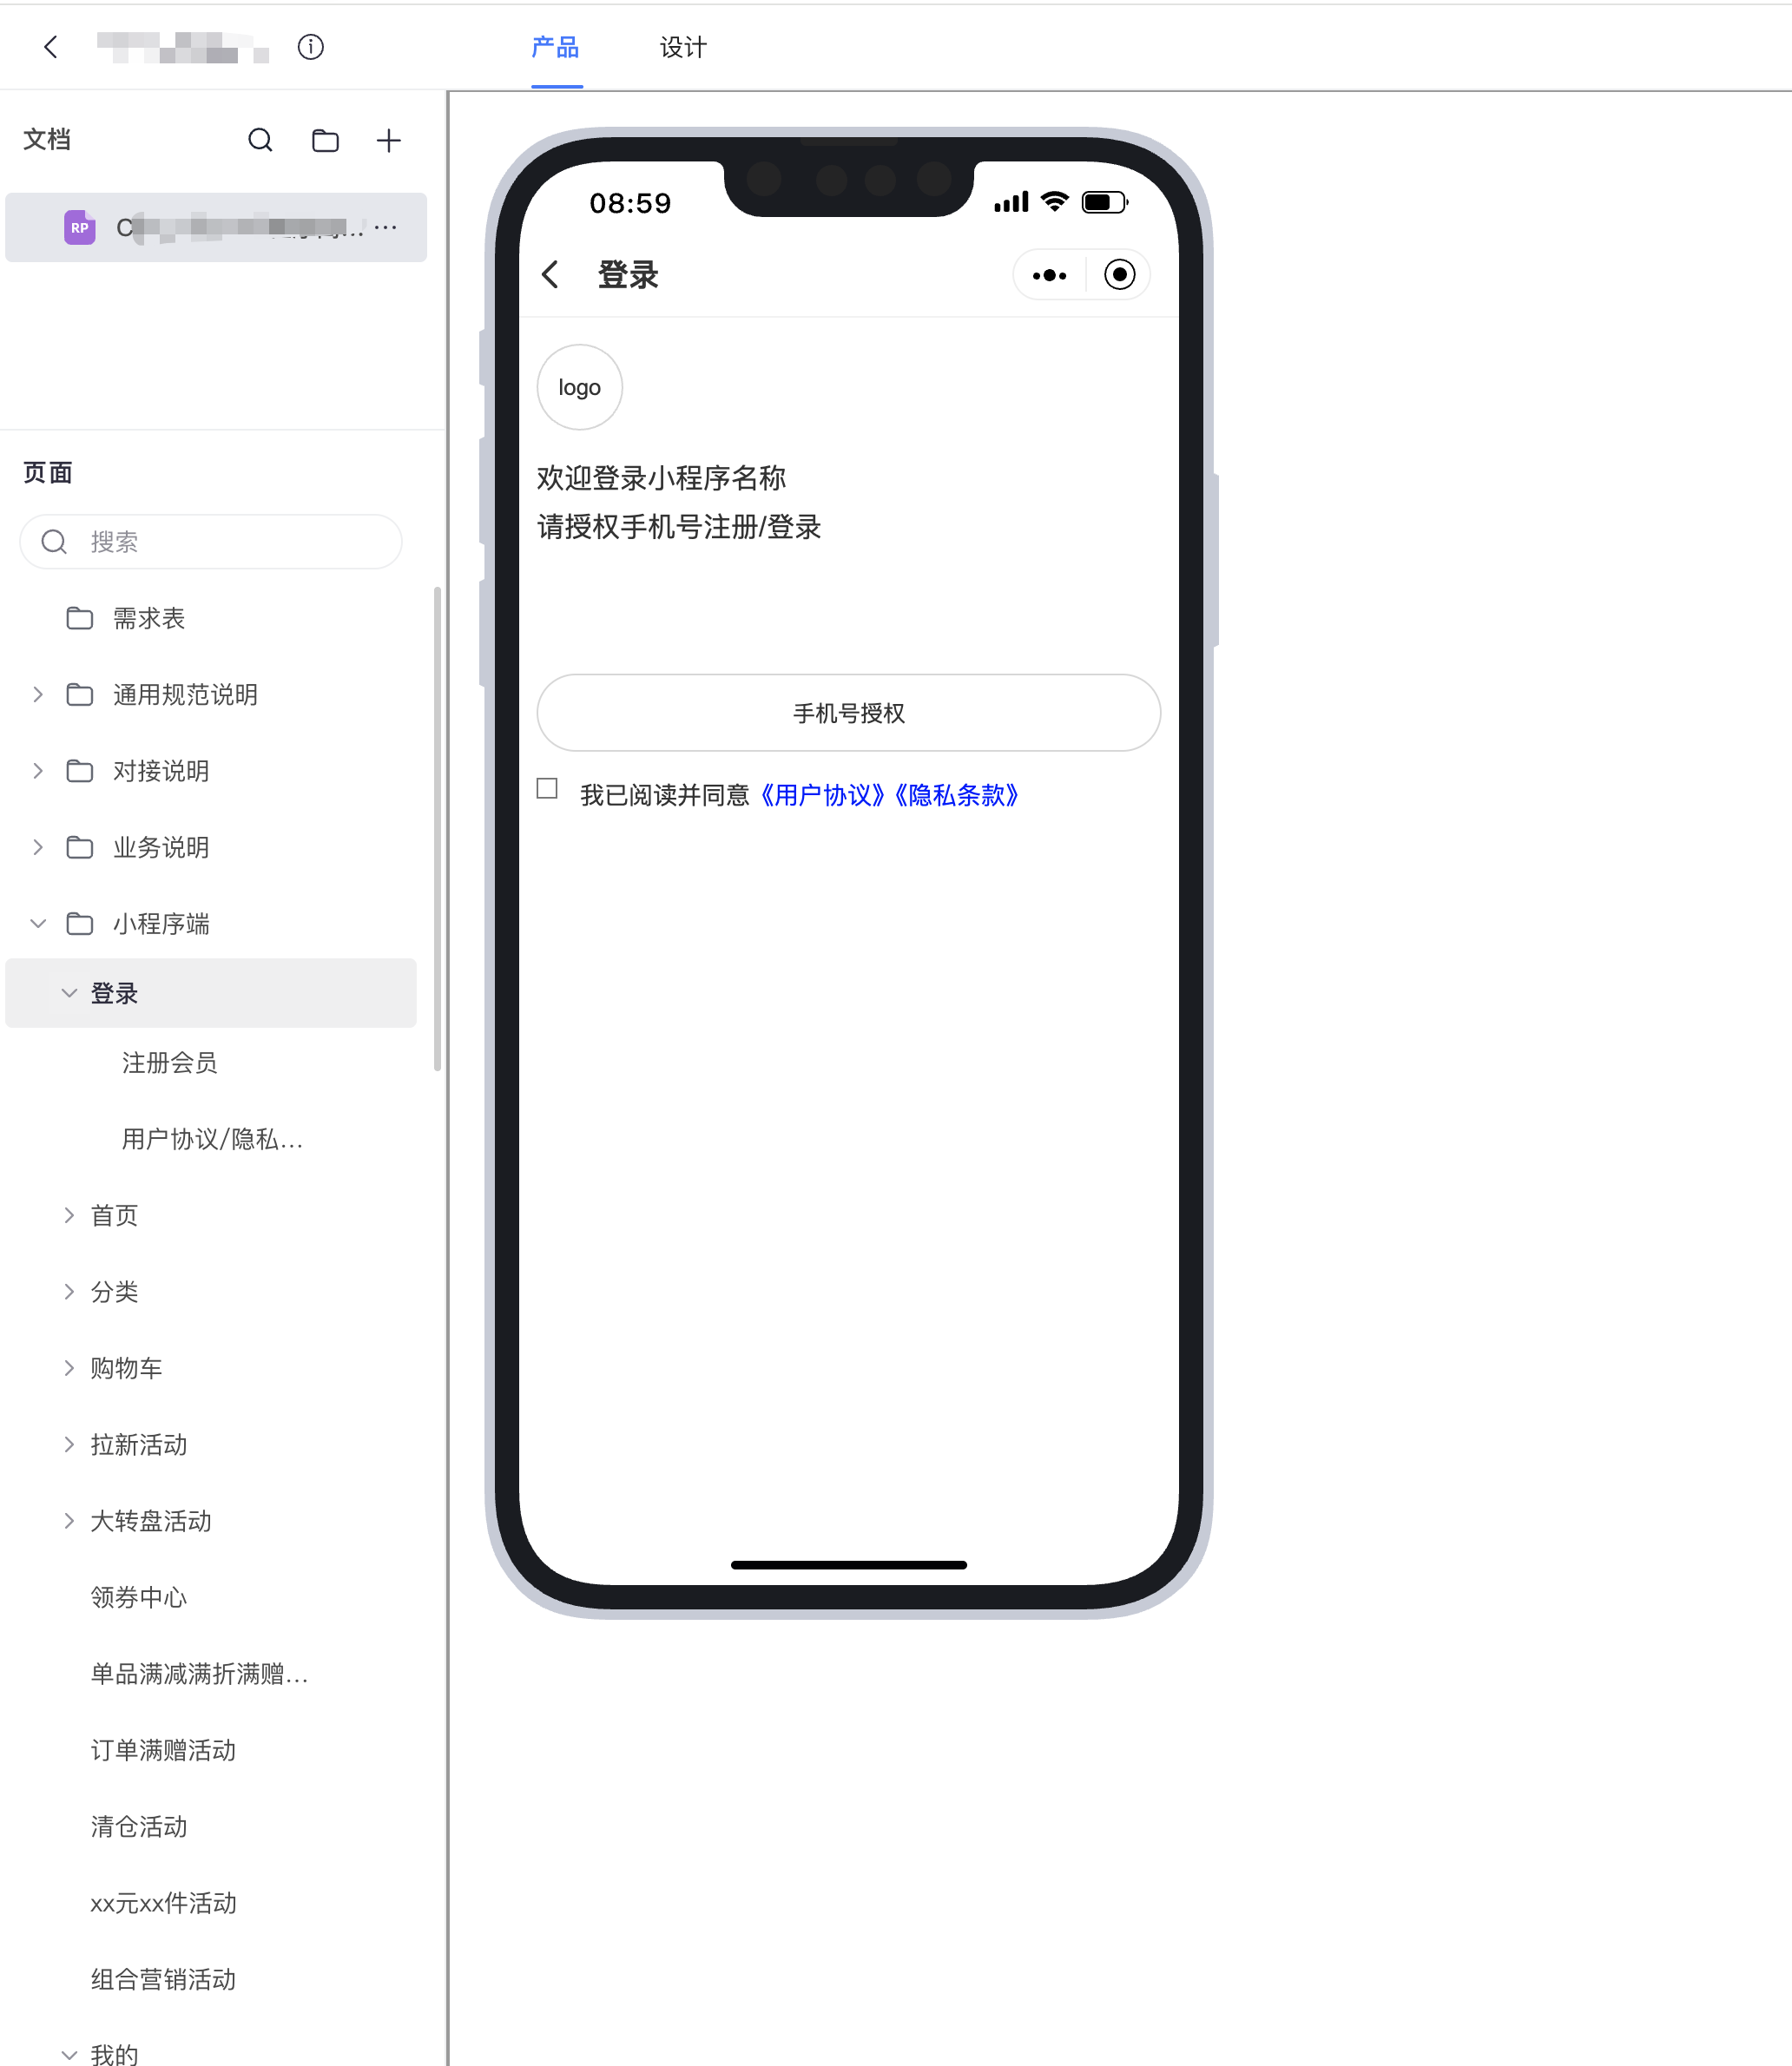 产品
设计
文档
RP
页面
搜索
需求表
通用规范说明
对接说明
业务说明
小程序端
登录
注册会员
用户协议/隐私...
首页
分类
购物车
拉新活动
大转盘活动
领券中心
单品满减满折满赠...
订单满赠活动
清仓活动
xx元xx件活动
组合营销活动
我的
08:59
登录
logo
欢迎登录小程序名称
请授权手机号注册/登录
手机号授权
我已阅读并同意《用户协议》《隐私条款》